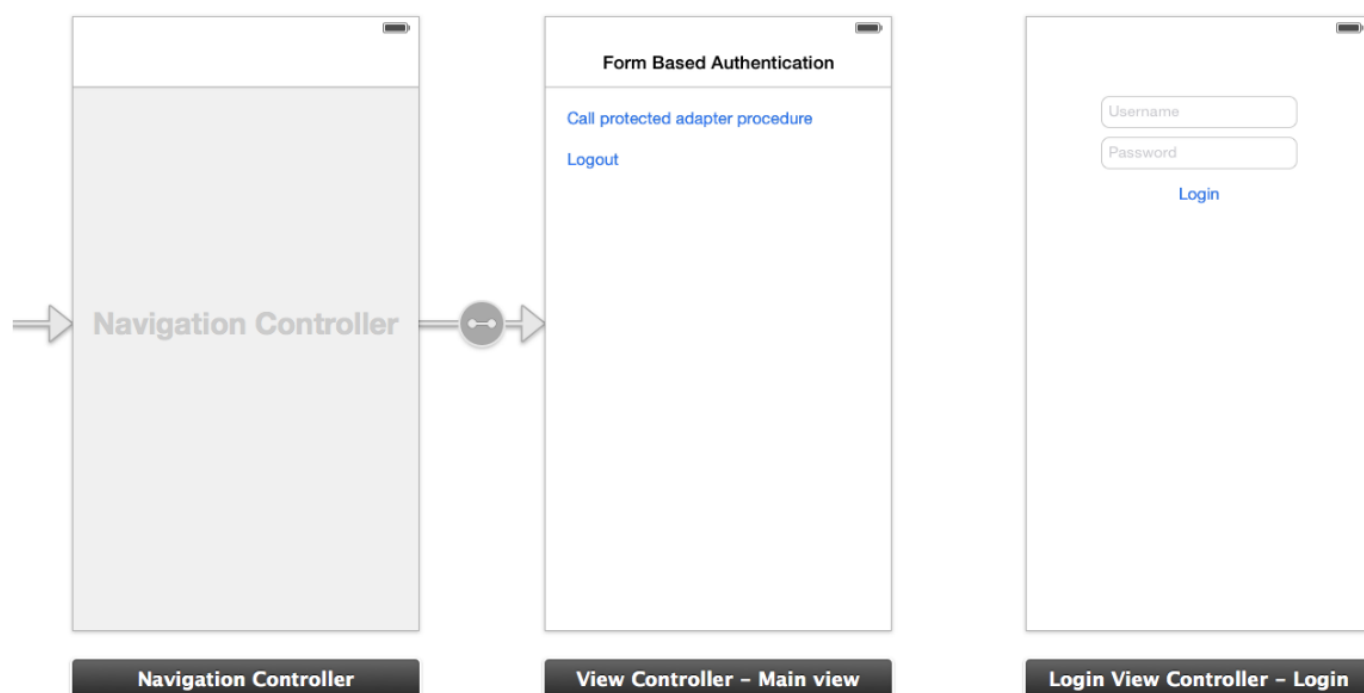 Navigation Controller
Navigation Controller
Form Based Authentication
Call protected adapter procedure
Logout
View Controller – Main view
Username
Password
Login
Login View Controller – Login